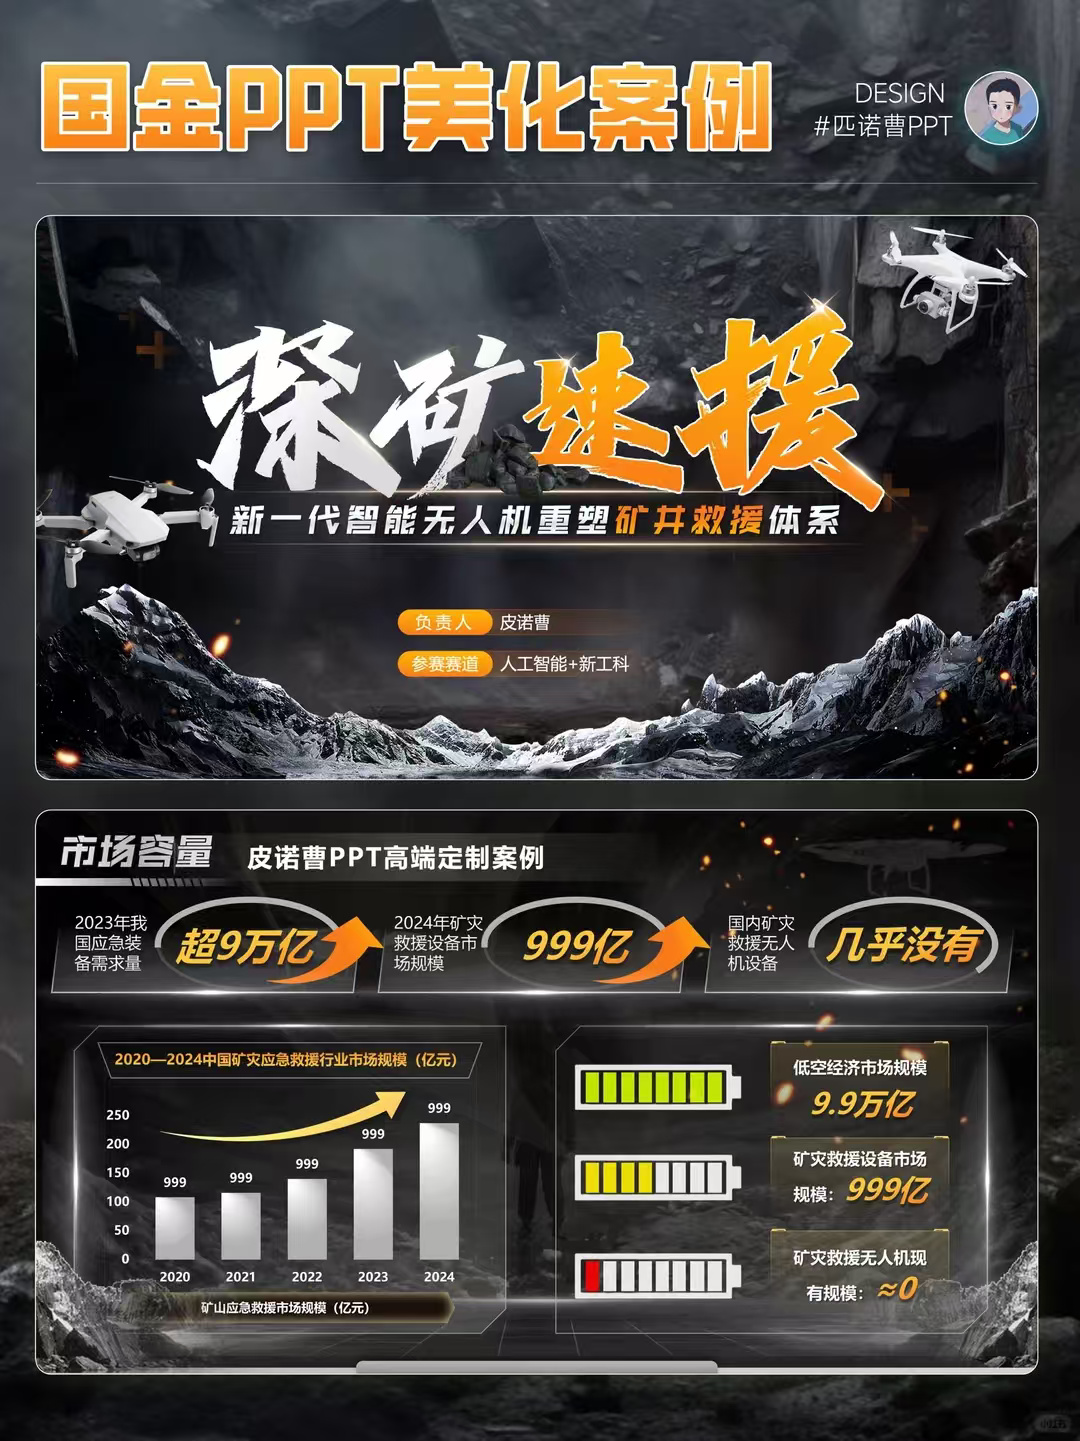 国金PPT美化案例
DESIGN
#匹诺曹PPT
深矿速援
新一代智能无人机重塑矿井救援体系
负责人 皮诺曹
参赛赛道 人工智能+新工科
市场容量 皮诺曹PPT高端定制案例
2023年我
国应急装
备需求量
超9万亿
2024年矿灾
救援设备市
场规模
999亿
国内矿灾
救援无人
机设备
几乎没有
2020—2024中国矿灾应急救援行业市场规模（亿元）
250
200
150
100
50
0
999
999
999
999
999
2020 2021 2022 2023 2024
矿山应急救援市场规模（亿元）
低空经济市场规模
9.9万亿
矿灾救援设备市场
规模：999亿
矿灾救援无人机现
有规模：≈0
小红书